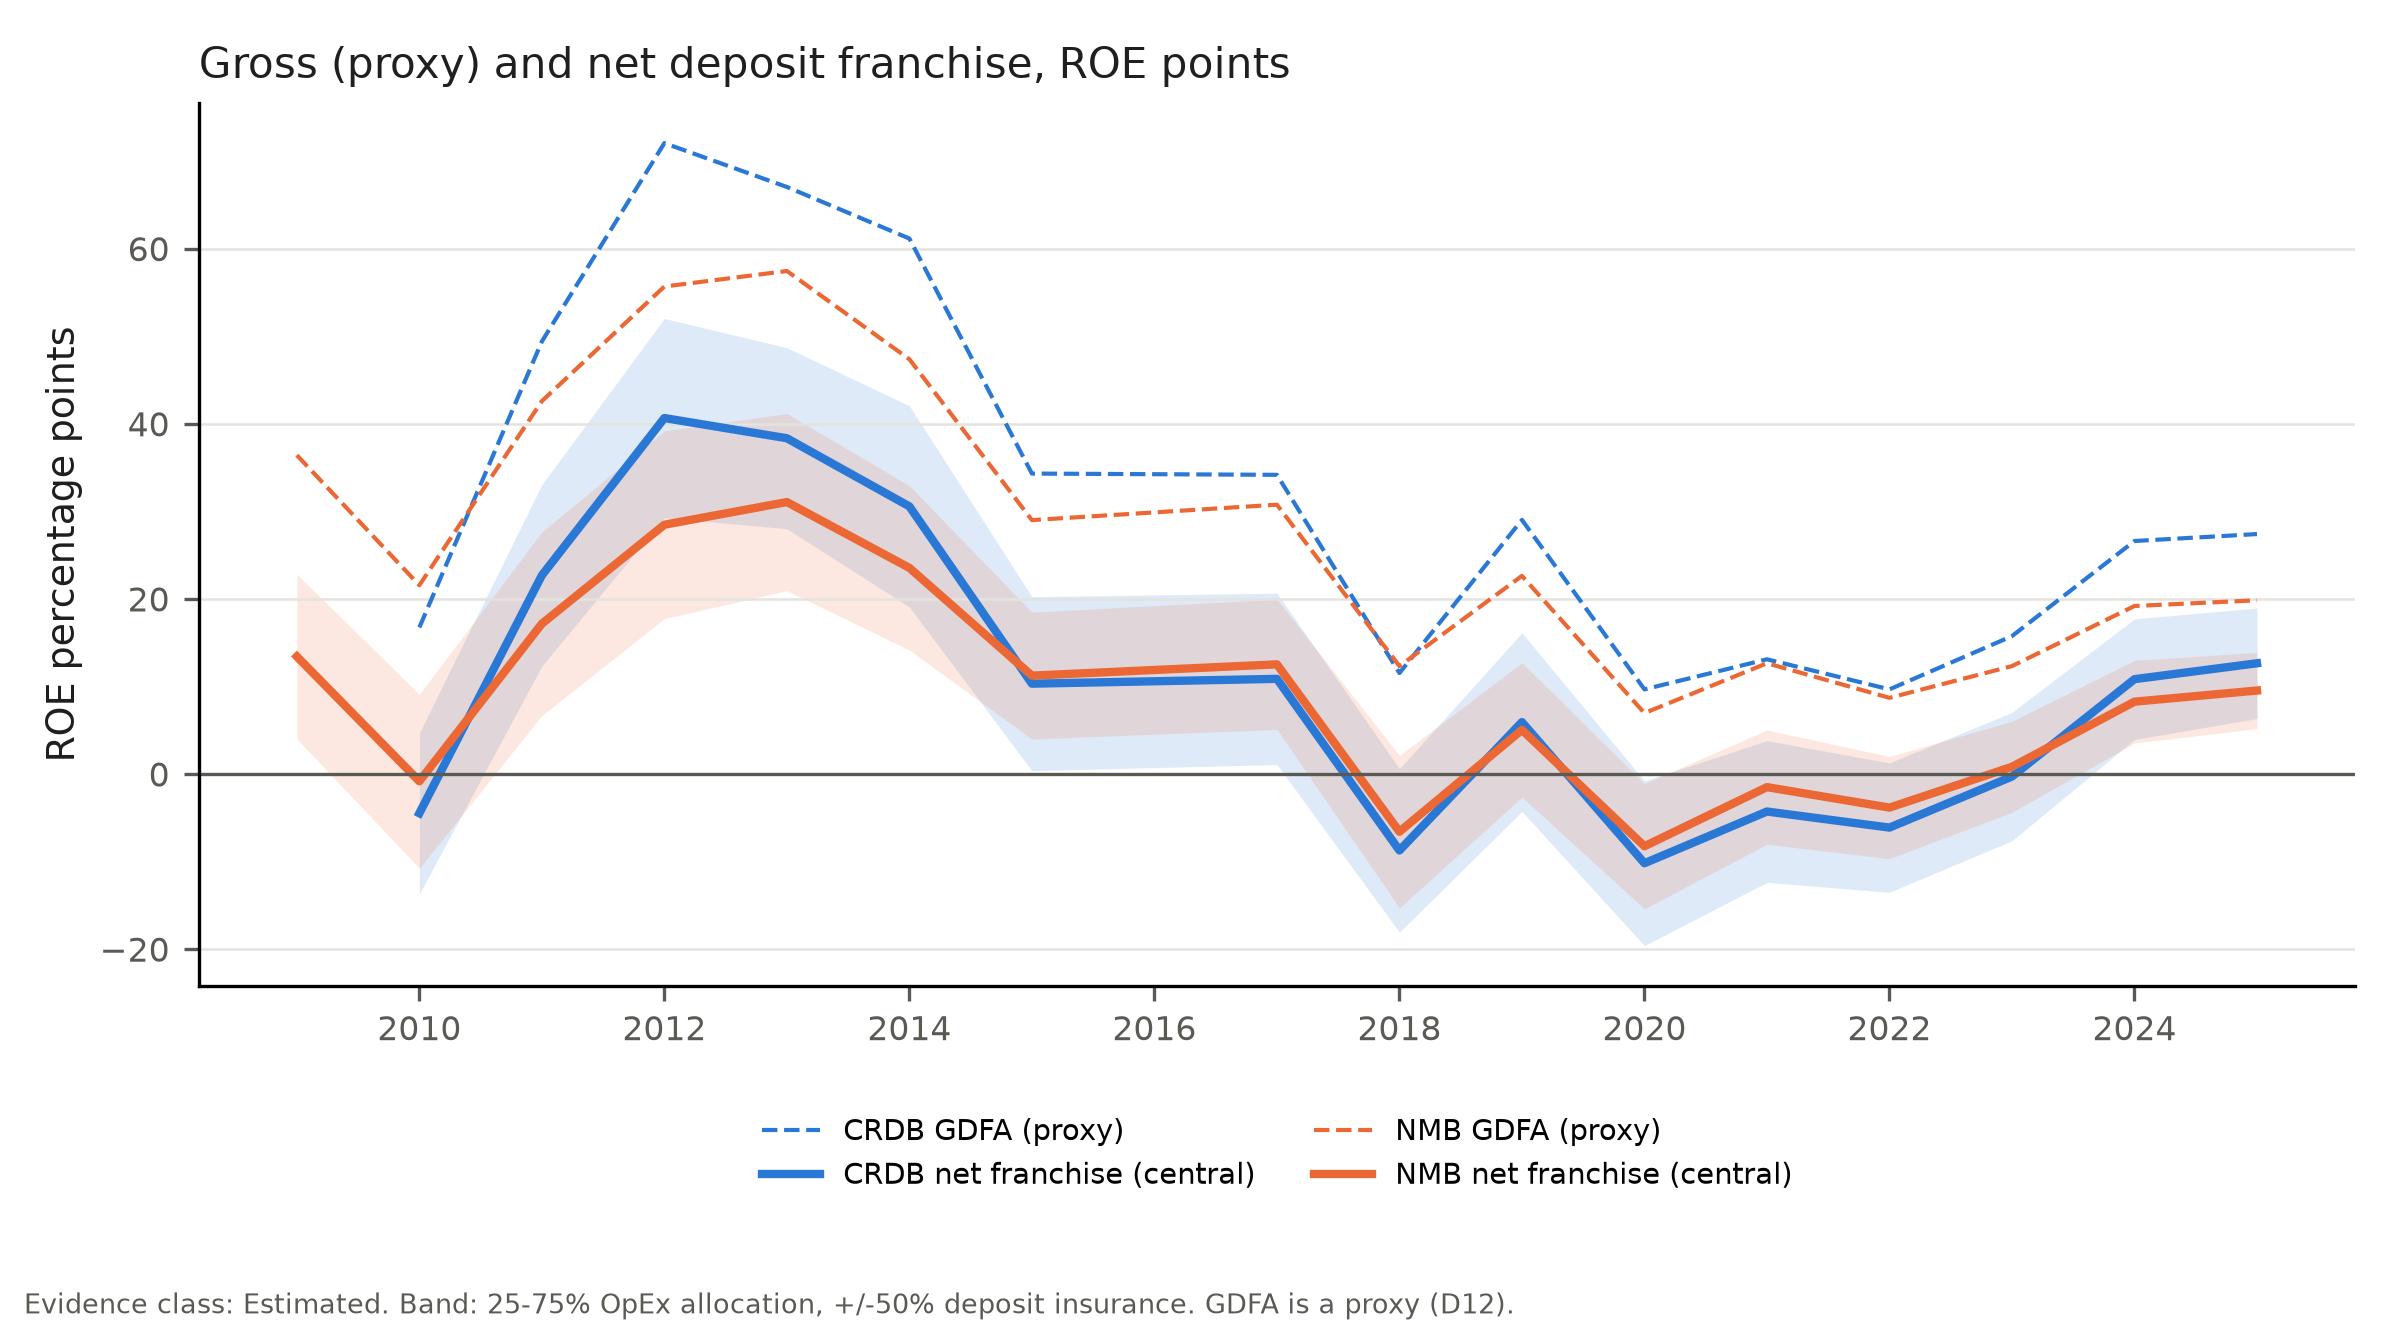 Gross (proxy) and net deposit franchise, ROE points
ROE percentage points
60
40
20
0
−20
2010 2012 2014 2016 2018 2020 2022 2024
CRDB GDFA (proxy) NMB GDFA (proxy)
CRDB net franchise (central) NMB net franchise (central)
Evidence class: Estimated. Band: 25-75% OpEx allocation, +/-50% deposit insurance. GDFA is a proxy (D12).